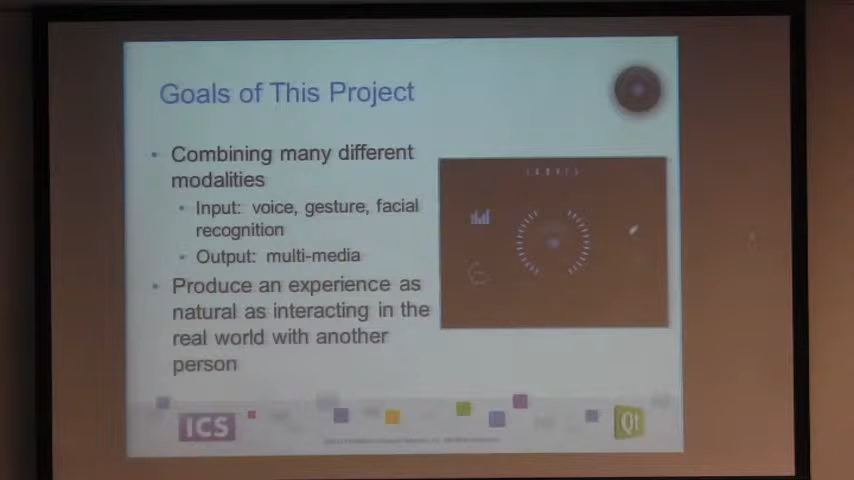 Goals of This Project
Combining many different
modalities
Input: voice, gesture, facial
recognition
Output: multi-media
Produce an experience as
natural as interacting in the
real world with another
person
J A R V I S
ICS
Qt